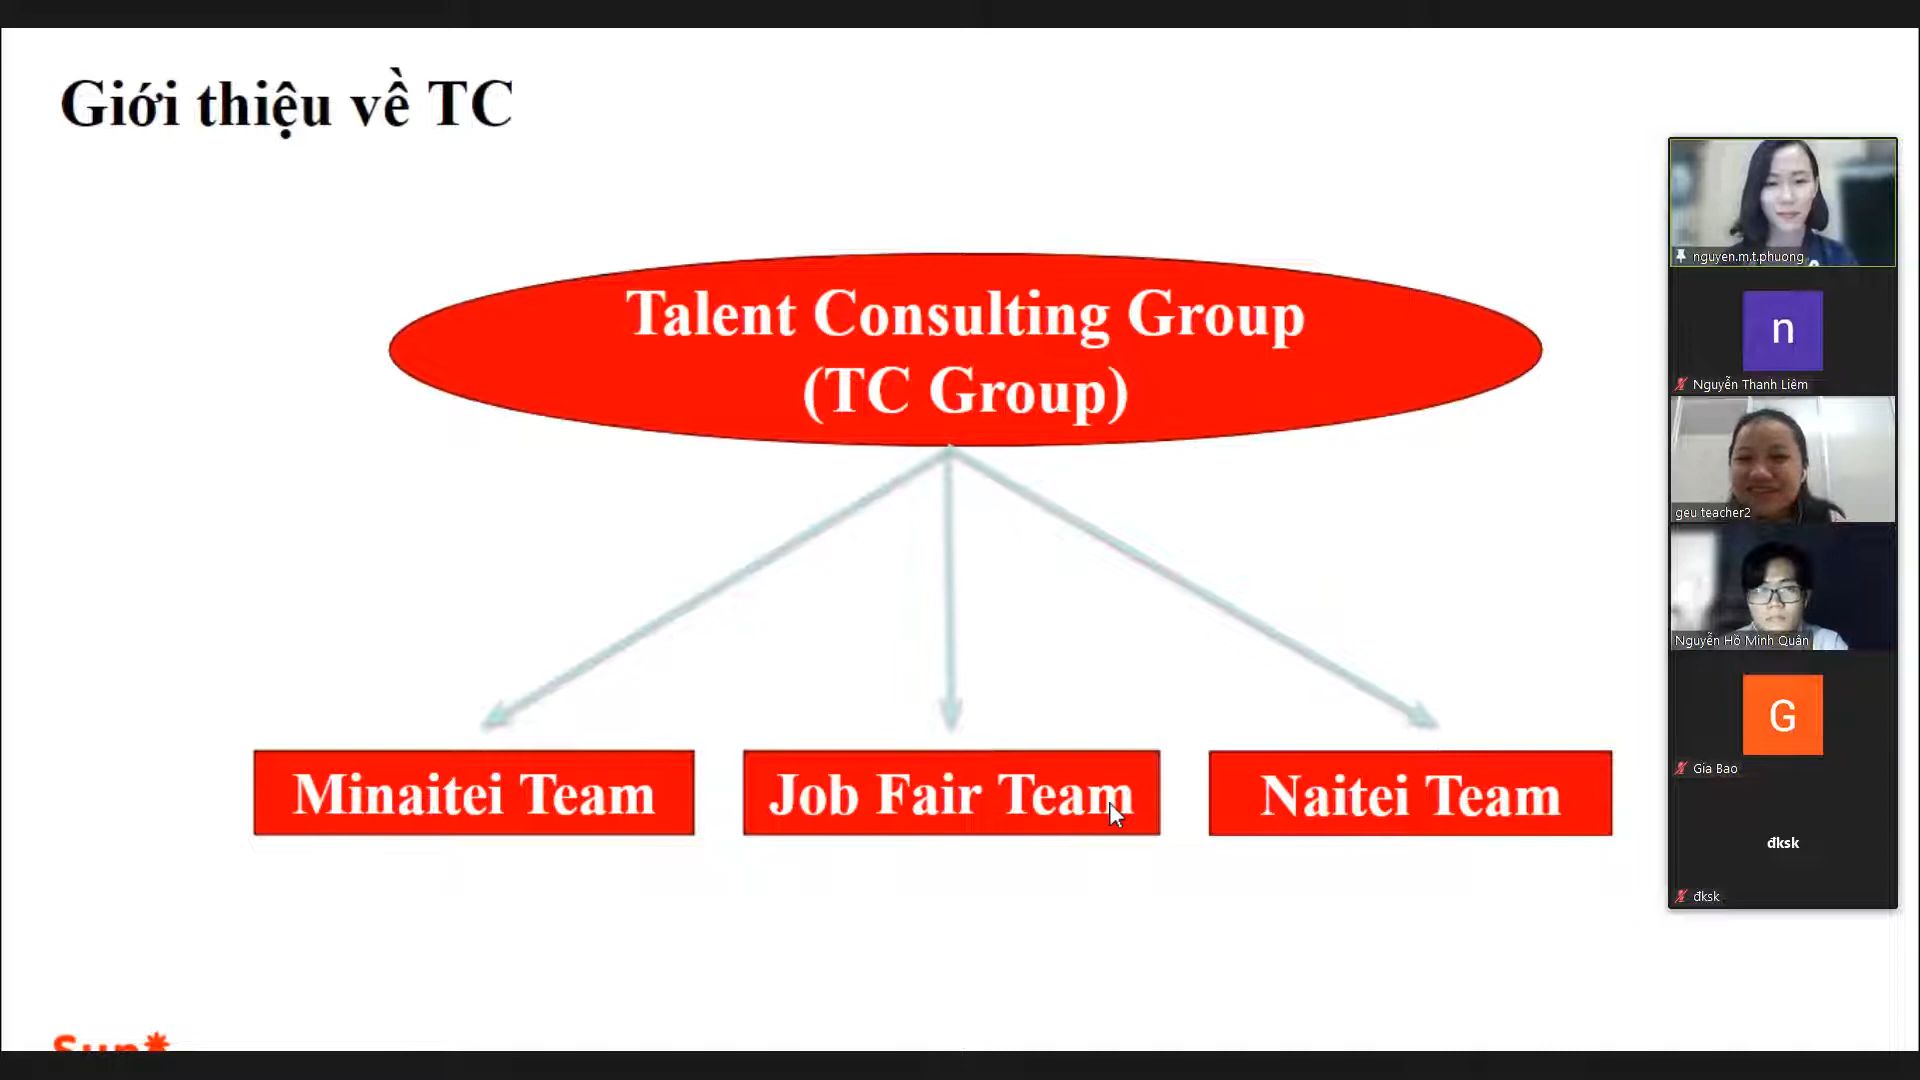 Giới thiệu về TC
Talent Consulting Group
(TC Group)
Minaitei Team
Job Fair Team
Naitei Team
Sun*
nguyen.m.t.phuong
n
Nguyễn Thanh Liêm
geu teacher2
Nguyễn Hồ Minh Quân
G
Gia Bao
đksk
đksk